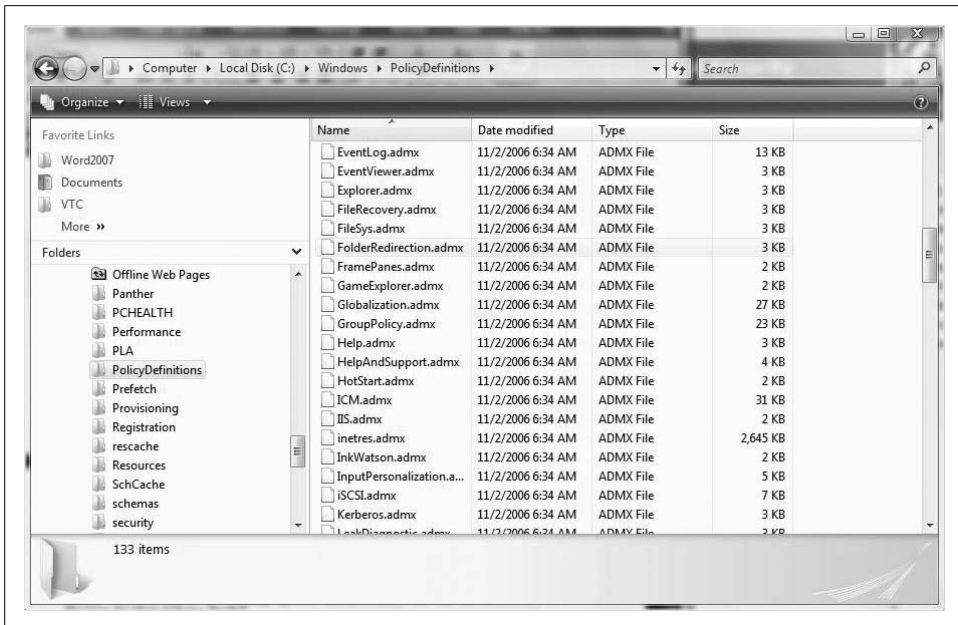 Computer Local Disk (C:) Windows PolicyDefinitions
Search
Organize Views
Favorite Links
Word2007
Documents
VTC
More »
Folders
Offline Web Pages
Panther
PCHEALTH
Performance
PLA
PolicyDefinitions
Prefetch
Provisioning
Registration
rescache
Resources
SchCache
schemas
security
Name Date modified Type Size
EventLog.admx 11/2/2006 6:34 AM ADMX File 13 KB
EventViewer.admx 11/2/2006 6:34 AM ADMX File 3 KB
Explorer.admx 11/2/2006 6:34 AM ADMX File 3 KB
FileRecovery.admx 11/2/2006 6:34 AM ADMX File 3 KB
FileSys.admx 11/2/2006 6:34 AM ADMX File 3 KB
FolderRedirection.admx 11/2/2006 6:34 AM ADMX File 3 KB
FramePanes.admx 11/2/2006 6:34 AM ADMX File 2 KB
GameExplorer.admx 11/2/2006 6:34 AM ADMX File 2 KB
Globalization.admx 11/2/2006 6:34 AM ADMX File 27 KB
GroupPolicy.admx 11/2/2006 6:34 AM ADMX File 23 KB
Help.admx 11/2/2006 6:34 AM ADMX File 3 KB
HelpAndSupport.admx 11/2/2006 6:34 AM ADMX File 4 KB
HotStart.admx 11/2/2006 6:34 AM ADMX File 2 KB
ICM.admx 11/2/2006 6:34 AM ADMX File 31 KB
IIS.admx 11/2/2006 6:34 AM ADMX File 2 KB
inetres.admx 11/2/2006 6:34 AM ADMX File 2,645 KB
InkWatson.admx 11/2/2006 6:34 AM ADMX File 2 KB
InputPersonalization.a... 11/2/2006 6:34 AM ADMX File 5 KB
iSCSI.admx 11/2/2006 6:34 AM ADMX File 7 KB
Kerberos.admx 11/2/2006 6:34 AM ADMX File 3 KB
LeakDiagnostic.admx 11/2/2006 6:34 AM ADMX File
133 items